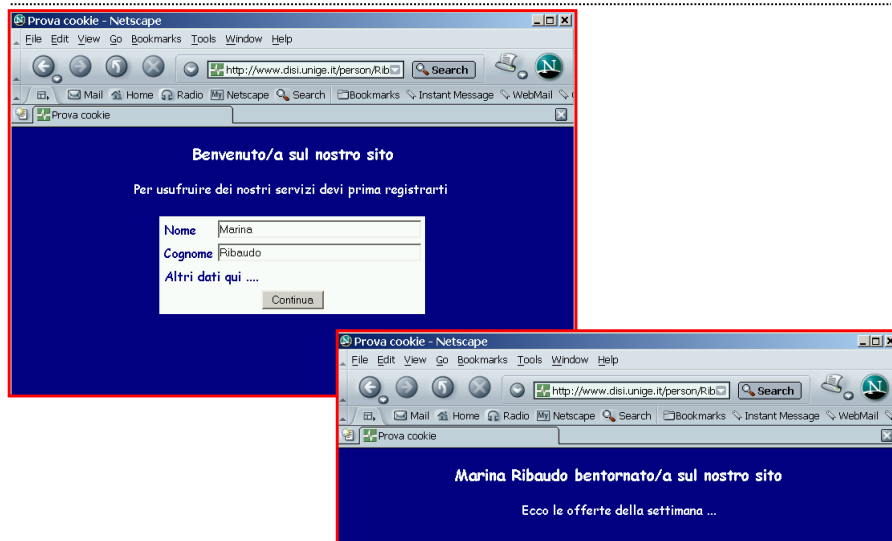 Prova cookie - Netscape
File Edit View Go Bookmarks Tools Window Help
http://www.disi.unige.it/person/Rib Search N
Mail Home Radio My Netscape Search Bookmarks Instant Message WebMail
Prova cookie
Benvenuto/a sul nostro sito
Per usufruire dei nostri servizi devi prima registrarti
Nome Marina
Cognome Ribaudo
Altri dati qui ....
Continua
Prova cookie - Netscape
File Edit View Go Bookmarks Tools Window Help
http://www.disi.unige.it/person/Rib Search N
Mail Home Radio My Netscape Search Bookmarks Instant Message WebMail
Prova cookie
Marina Ribaudo bentornato/a sul nostro sito
Ecco le offerte della settimana ...